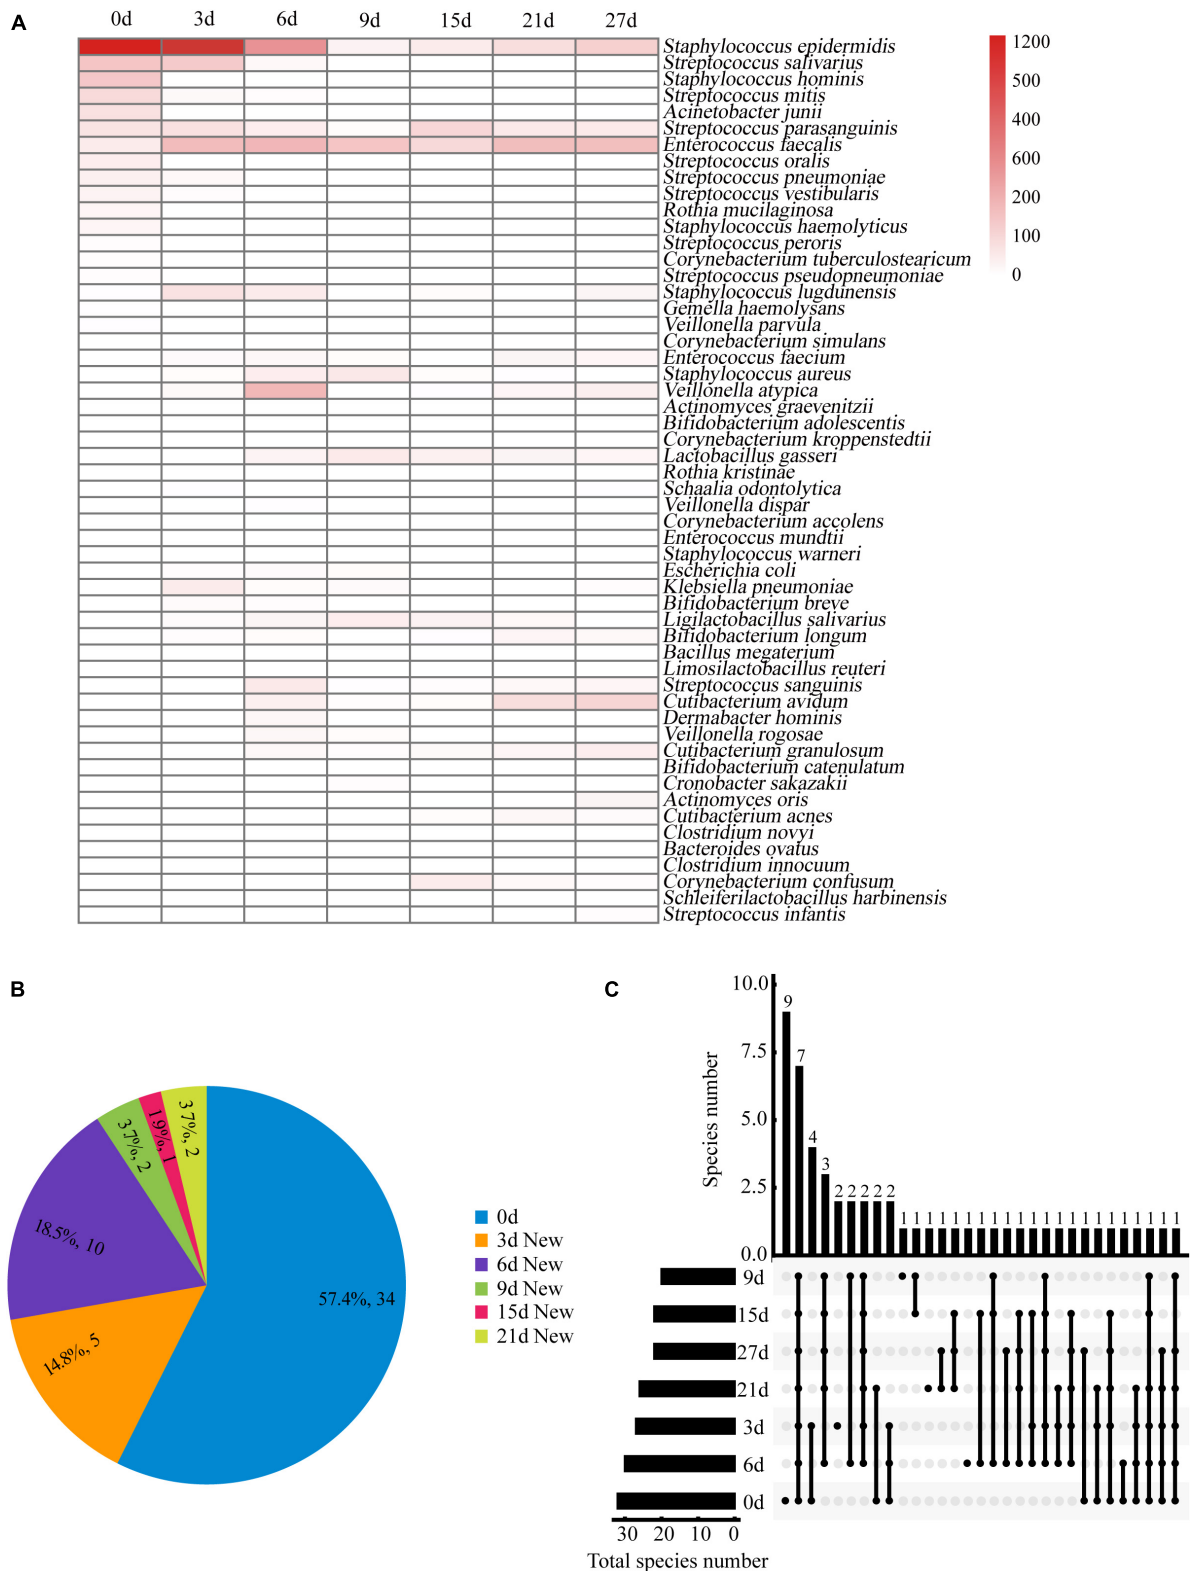 A
0d 3d 6d 9d 15d 21d 27d
Staphylococcus epidermidis
Streptococcus salivarius
Staphylococcus hominis
Streptococcus mitis
Acinetobacter junii
Streptococcus parasanguinis
Enterococcus faecalis
Streptococcus oralis
Streptococcus pneumoniae
Streptococcus vestibularis
Rothia mucilaginosa
Staphylococcus haemolyticus
Streptococcus peroris
Corynebacterium tuberculostearicum
Streptococcus pseudopneumoniae
Staphylococcus lugdunensis
Gemella haemolysans
Veillonella parvula
Corynebacterium simulans
Enterococcus faecium
Staphylococcus aureus
Veillonella atypica
Actinomyces graevenitzii
Bifidobacterium adolescentis
Corynebacterium kroppenstedtii
Lactobacillus gasseri
Rothia kristinae
Schaalia odontolytica
Veillonella dispar
Corynebacterium accolens
Enterococcus mundtii
Staphylococcus warneri
Escherichia coli
Klebsiella pneumoniae
Bifidobacterium breve
Ligilactobacillus salivarius
Bifidobacterium longum
Bacillus megaterium
Limosilactobacillus reuteri
Streptococcus sanguinis
Cutibacterium avidum
Dermabacter hominis
Veillonella rogosae
Cutibacterium granulosum
Bifidobacterium catenulatum
Cronobacter sakazakii
Actinomyces oris
Cutibacterium acnes
Clostridium novyi
Bacteroides ovatus
Clostridium innocuum
Corynebacterium confusum
Schleiferilactobacillus harbinensis
Streptococcus infantis
1200
500
400
600
200
100
0
B
57.4%, 34
14.8%, 5
18.5%, 10
3.7%, 2
1.9%, 1
3.7%, 2
0d
3d New
6d New
9d New
15d New
21d New
C
Species number
10.0
7.5
5.0
2.5
0.0
9 7 4 3 2 2 2 2 2 1 1 1 1 1 1 1 1 1 1 1 1 1 1 1 1 1 1 1 1 1 1
9d
15d
27d
21d
3d
6d
0d
30 20 10 0
Total species number